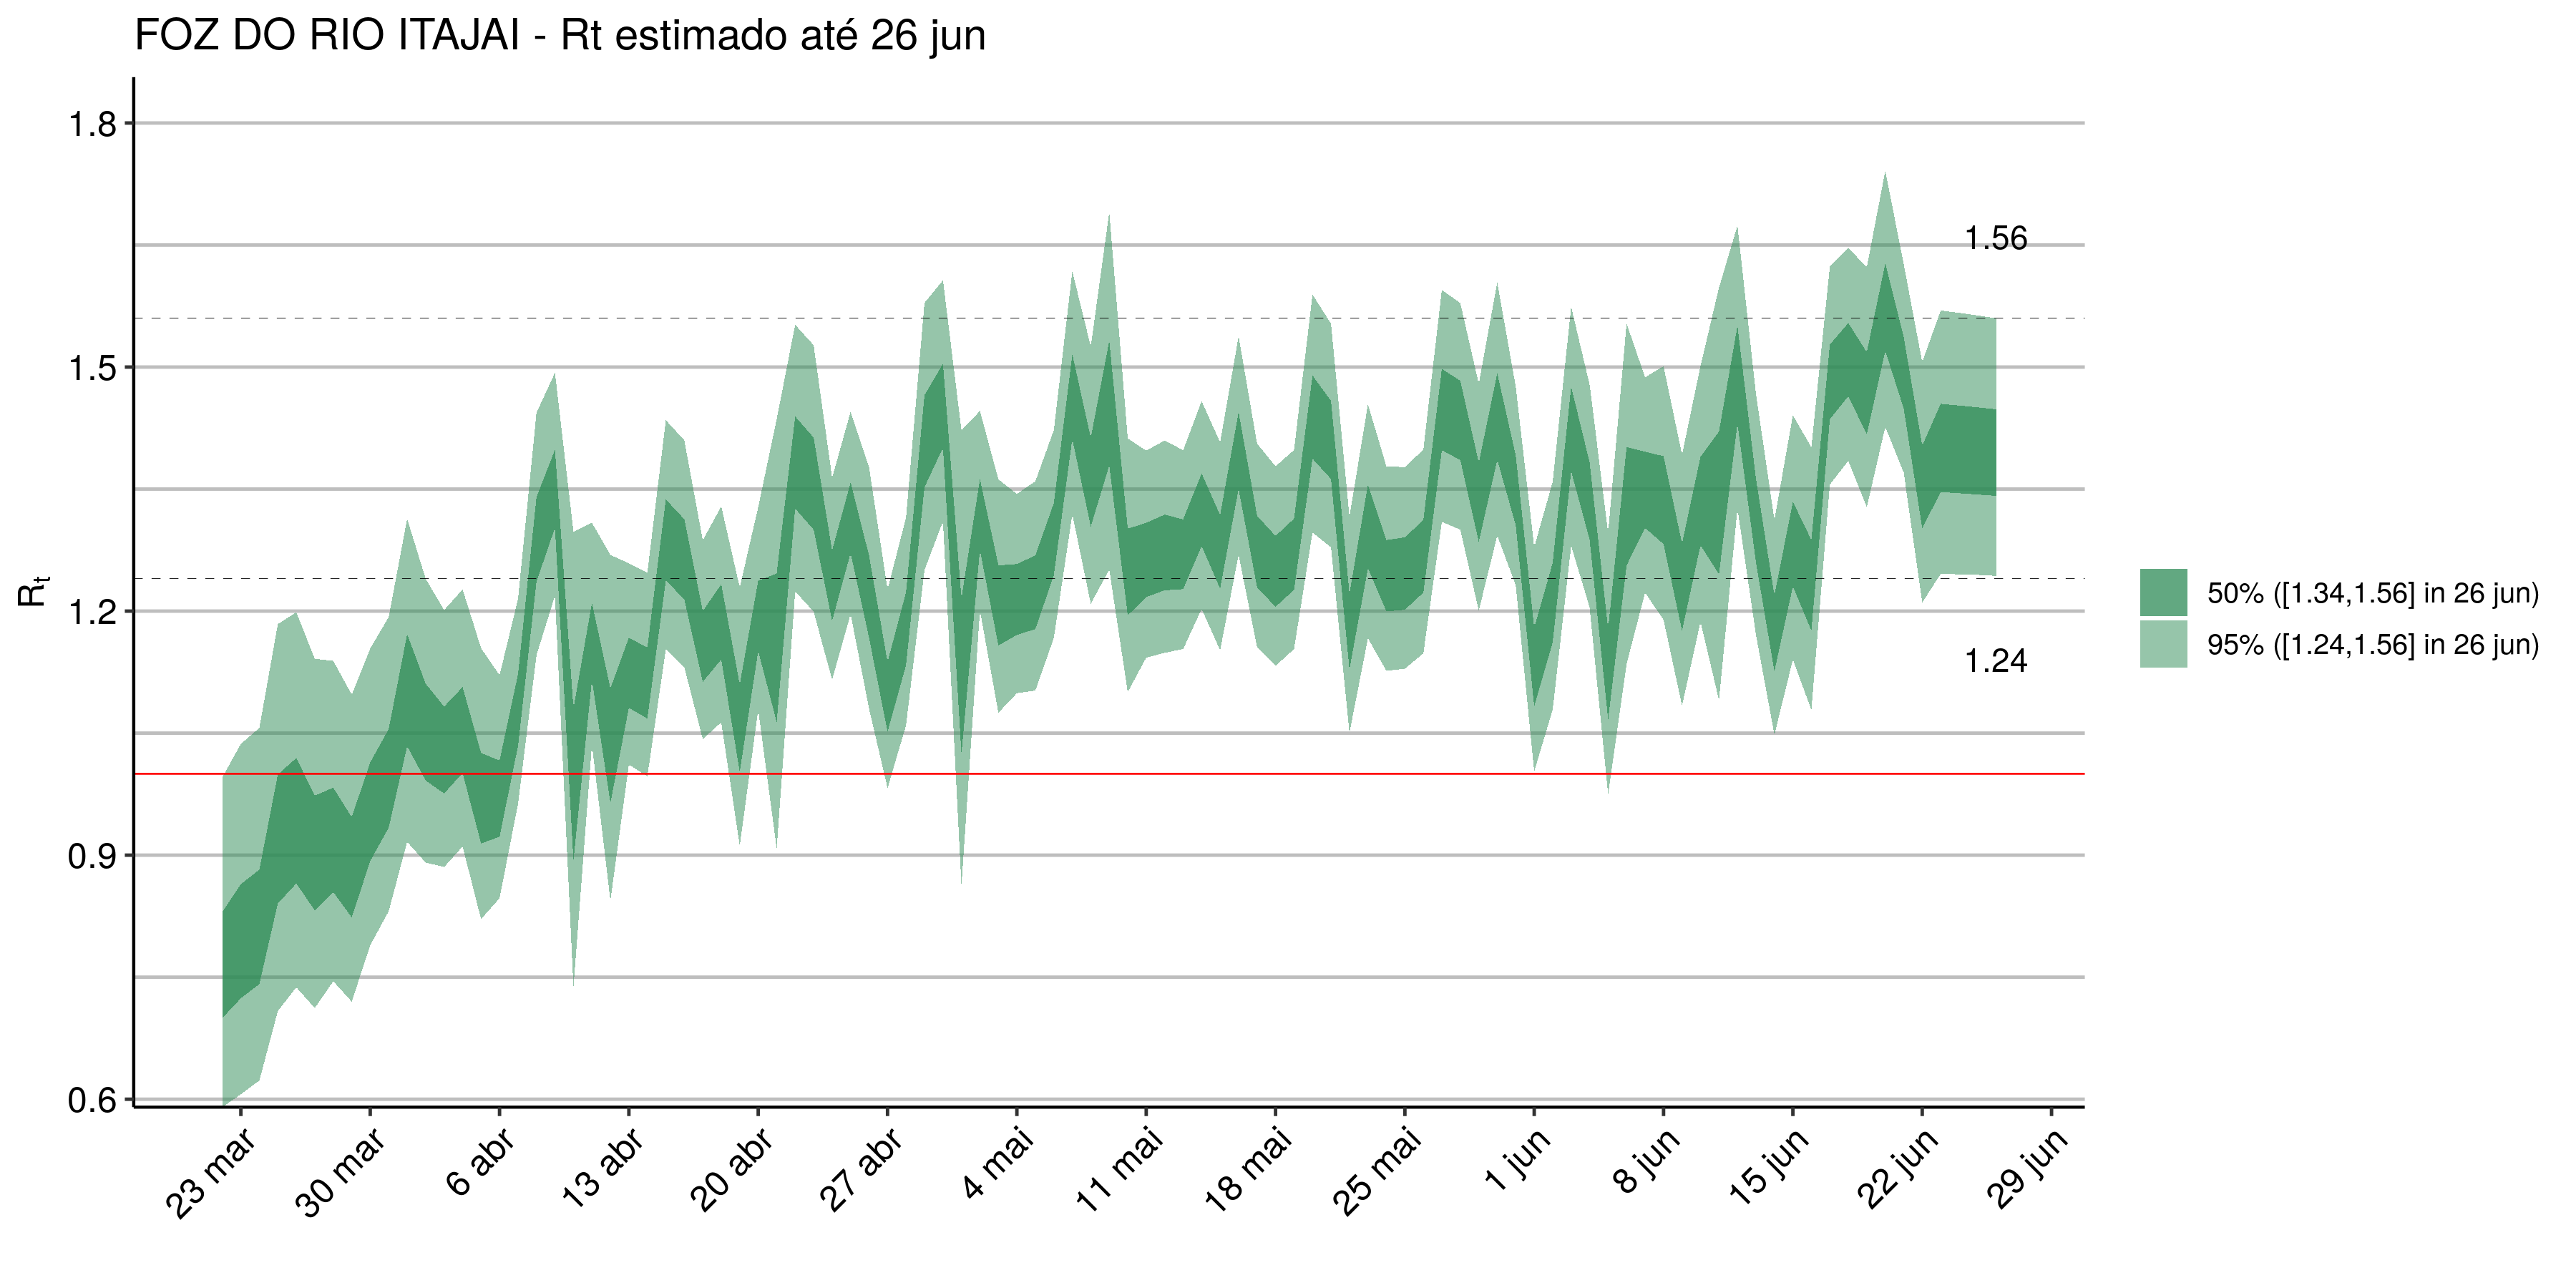 FOZ DO RIO ITAJAI - Rt estimado até 26 jun
1.8
1.5
1.2
0.9
0.6
Rt
1.56
1.24
50% ([1.34,1.56] in 26 jun)
95% ([1.24,1.56] in 26 jun)
23 mar
30 mar
6 abr
13 abr
20 abr
27 abr
4 mai
11 mai
18 mai
25 mai
1 jun
8 jun
15 jun
22 jun
29 jun